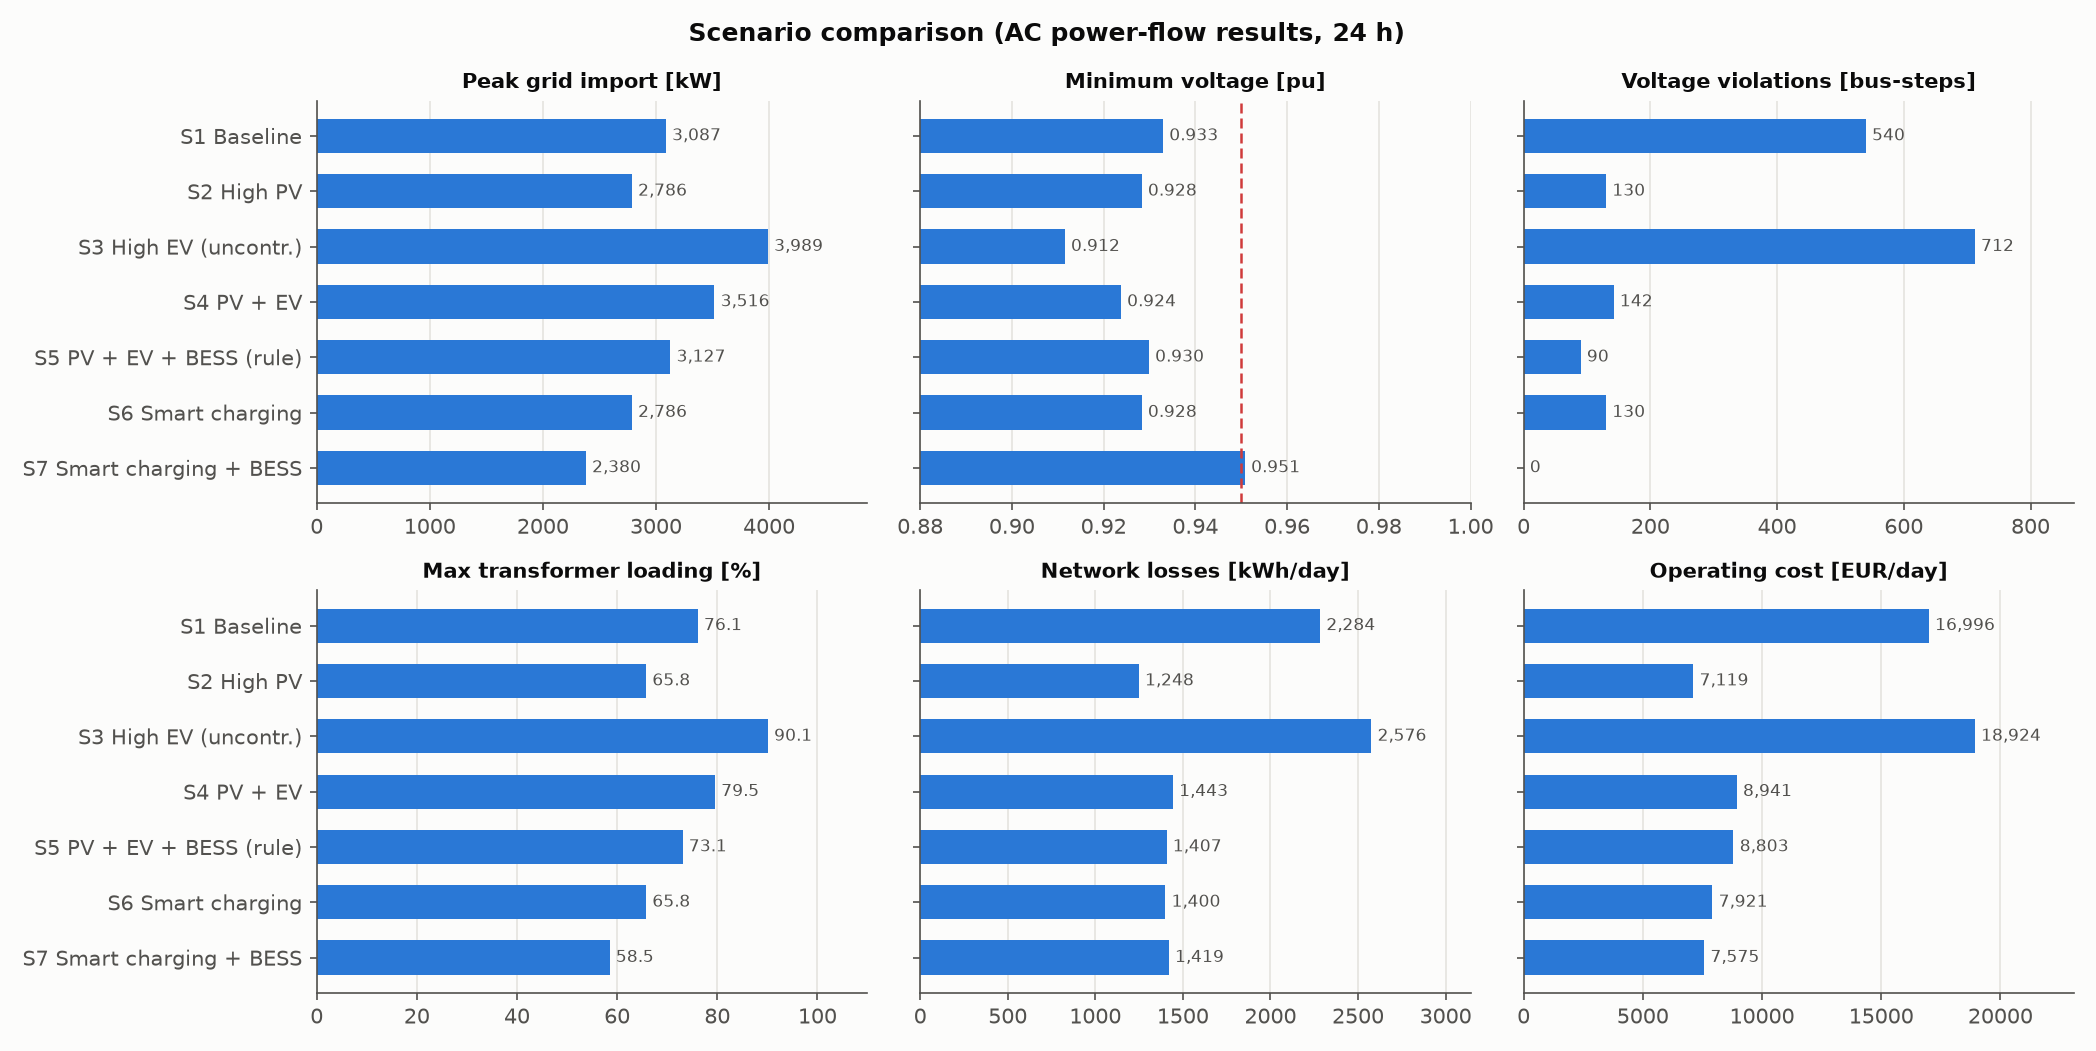 Scenario comparison (AC power-flow results, 24 h)
Peak grid import [kW]
S1 Baseline 3,087
S2 High PV 2,786
S3 High EV (uncontr.) 3,989
S4 PV + EV 3,516
S5 PV + EV + BESS (rule) 3,127
S6 Smart charging 2,786
S7 Smart charging + BESS 2,380
0 1000 2000 3000 4000
Minimum voltage [pu]
0.933
0.928
0.912
0.924
0.930
0.928
0.951
0.88 0.90 0.92 0.94 0.96 0.98 1.00
Voltage violations [bus-steps]
540
130
712
142
90
130
0
0 200 400 600 800
Max transformer loading [%]
S1 Baseline 76.1
S2 High PV 65.8
S3 High EV (uncontr.) 90.1
S4 PV + EV 79.5
S5 PV + EV + BESS (rule) 73.1
S6 Smart charging 65.8
S7 Smart charging + BESS 58.5
0 20 40 60 80 100
Network losses [kWh/day]
2,284
1,248
2,576
1,443
1,407
1,400
1,419
0 500 1000 1500 2000 2500 3000
Operating cost [EUR/day]
16,996
7,119
18,924
8,941
8,803
7,921
7,575
0 5000 10000 15000 20000